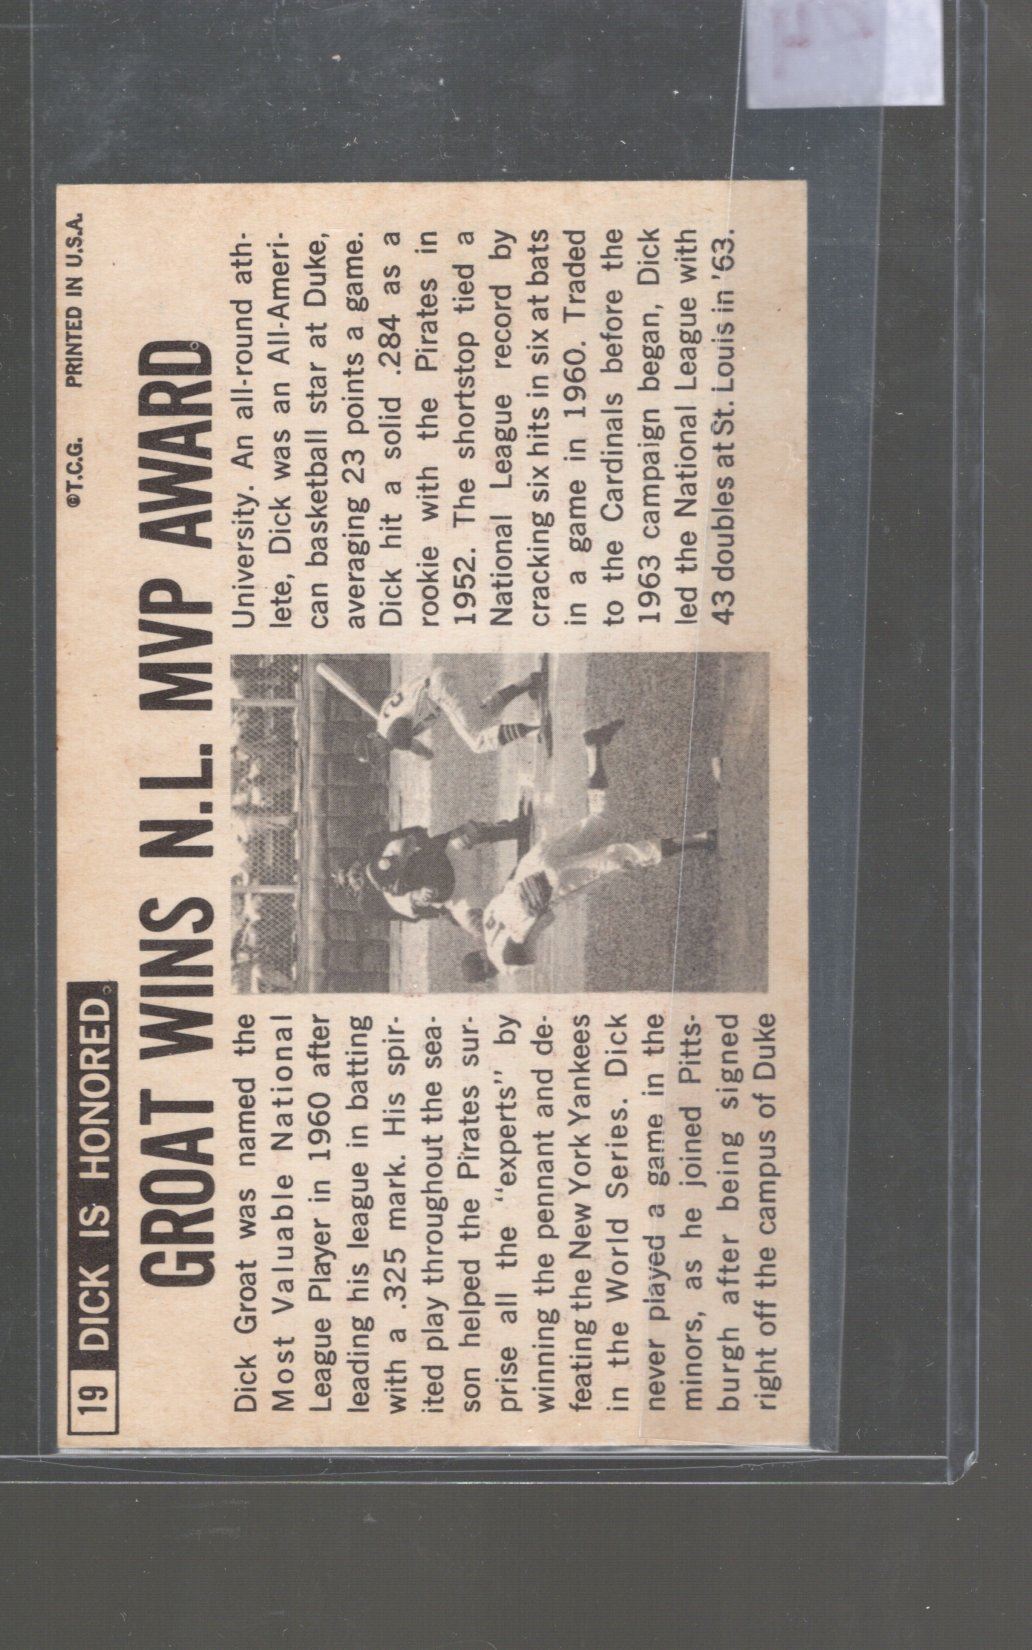 19 DICK IS HONORED
©T.C.G. PRINTED IN U.S.A.
GROAT WINS N.L. MVP AWARD
Dick Groat was named the
Most Valuable National
League Player in 1960 after
leading his league in batting
with a .325 mark. His spir-
ited play throughout the sea-
son helped the Pirates sur-
prise all the "experts" by
winning the pennant and de-
feating the New York Yankees
in the World Series. Dick
never played a game in the
minors, as he joined Pitts-
burgh after being signed
right off the campus of Duke
University. An all-round ath-
lete, Dick was an All-Ameri-
can basketball star at Duke,
averaging 23 points a game.
Dick hit a solid .284 as a
rookie with the Pirates in
1952. The shortstop tied a
National League record by
cracking six hits in six at bats
in a game in 1960. Traded
to the Cardinals before the
1963 campaign began, Dick
led the National League with
43 doubles at St. Louis in '63.